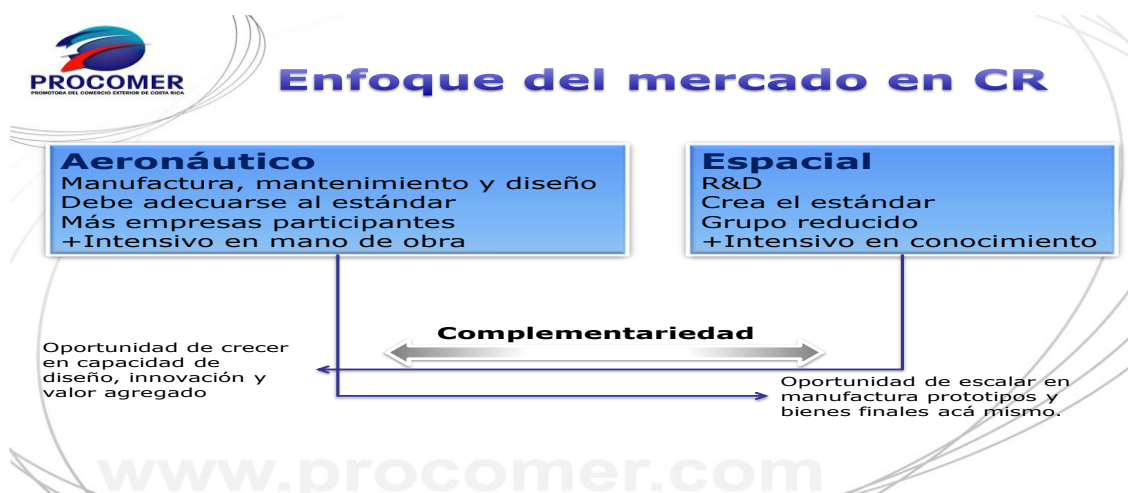 PROCOMER
PROMOTORA DEL COMERCIO EXTERIOR DE COSTA RICA
Enfoque del mercado en CR
Aeronáutico
Manufactura, mantenimiento y diseño
Debe adecuarse al estándar
Más empresas participantes
+Intensivo en mano de obra
Espacial
R&D
Crea el estándar
Grupo reducido
+Intensivo en conocimiento
Complementariedad
Oportunidad de crecer
en capacidad de
diseño, innovación y
valor agregado
Oportunidad de escalar en
manufactura prototipos y
bienes finales acá mismo.
www.procomer.com